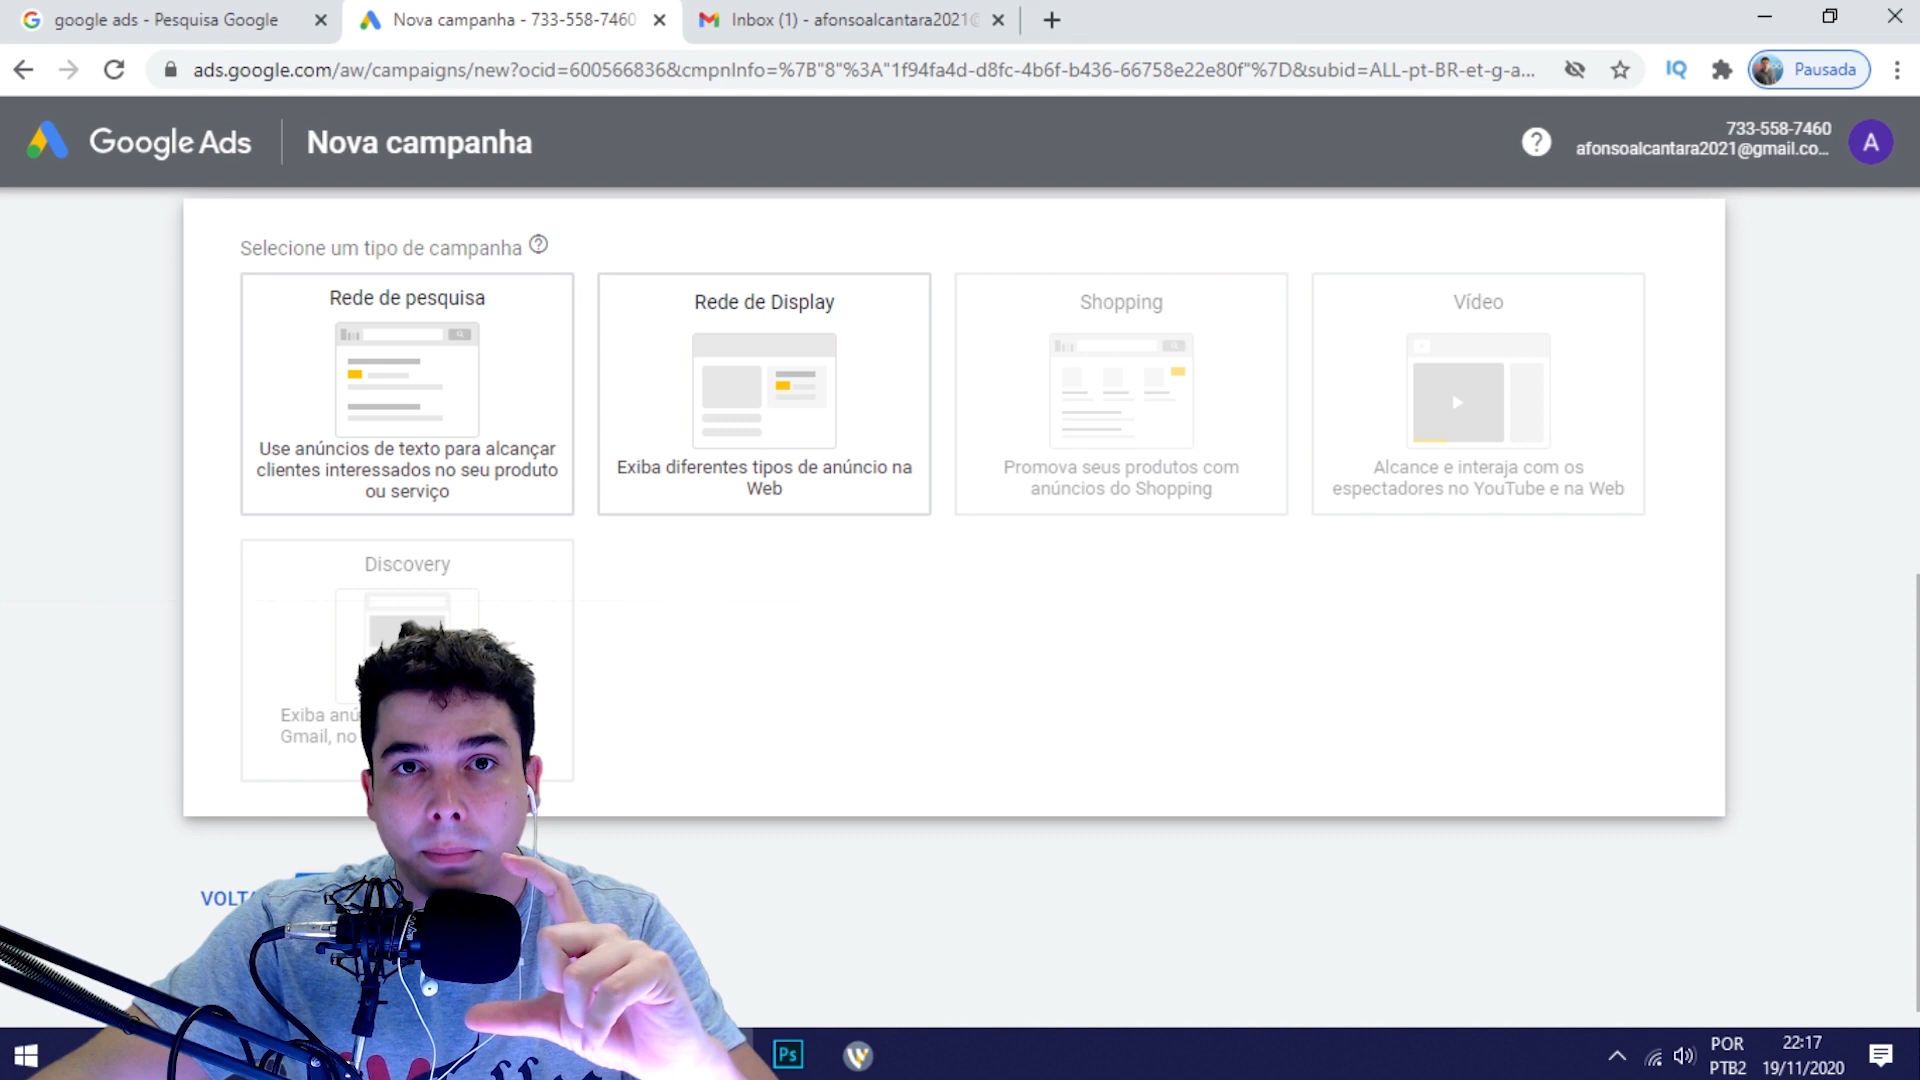 google ads - Pesquisa Google
Nova campanha - 733-558-7460
Inbox (1) - afonsoalcantara2021@
ads.google.com/aw/campaigns/new?ocid=600566836&cmpnInfo=%7B"8"%3A"1f94fa4d-d8fc-4b6f-b436-66758e22e80f"%7D&subid=ALL-pt-BR-et-g-a...
IQ
Pausada
Google Ads
Nova campanha
?
733-558-7460
afonsoalcantara2021@gmail.co...
A
Selecione um tipo de campanha ?
Rede de pesquisa
Use anúncios de texto para alcançar
clientes interessados no seu produto
ou serviço
Rede de Display
Exiba diferentes tipos de anúncio na
Web
Shopping
Promova seus produtos com
anúncios do Shopping
Vídeo
Alcance e interaja com os
espectadores no YouTube e na Web
Discovery
Exiba anú
Gmail, no
VOLTA
Ps
POR
PTB2
22:17
19/11/2020